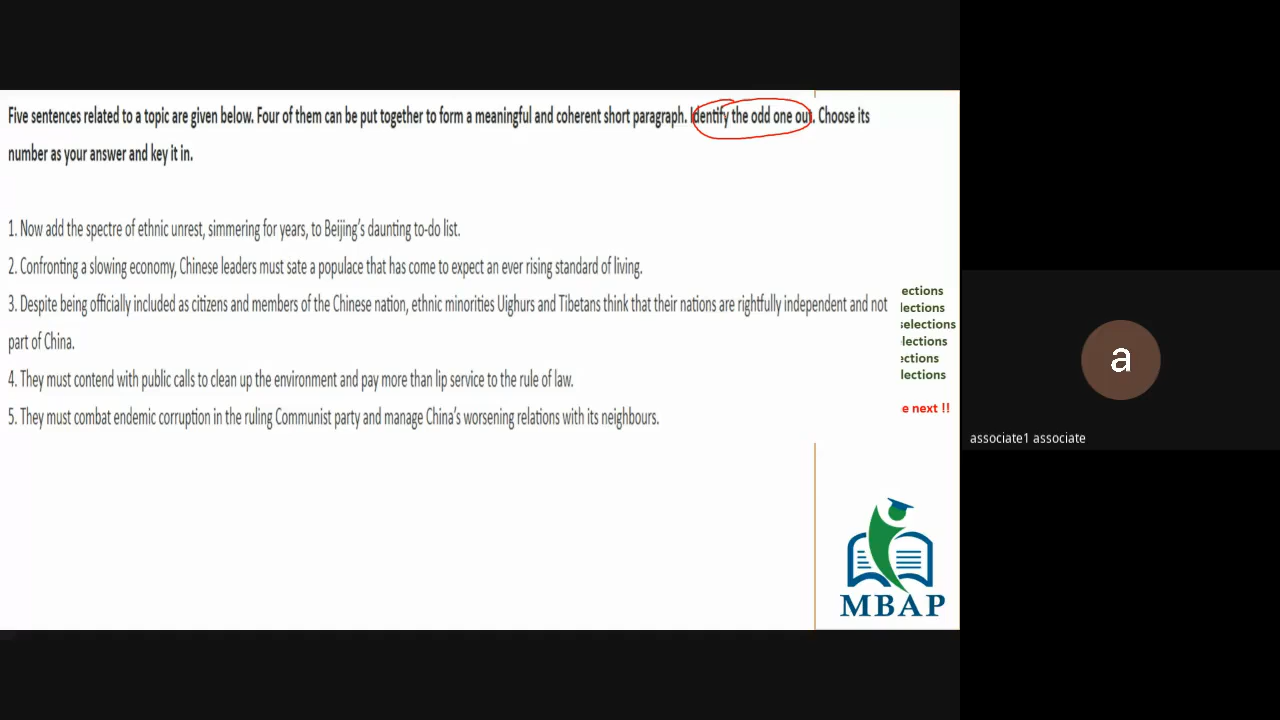 Five sentences related to a topic are given below. Four of them can be put together to form a meaningful and coherent short paragraph. Identify the odd one out. Choose its
number as your answer and key it in.
1. Now add the spectre of ethnic unrest, simmering for years, to Beijing's daunting to-do list.
2. Confronting a slowing economy, Chinese leaders must sate a populace that has come to expect an ever rising standard of living.
3. Despite being officially included as citizens and members of the Chinese nation, ethnic minorities Uighurs and Tibetans think that their nations are rightfully independent and not
part of China.
4. They must contend with public calls to clean up the environment and pay more than lip service to the rule of law.
5. They must combat endemic corruption in the ruling Communist party and manage China's worsening relations with its neighbours.
ections
lections
selections
lections
ections
lections
e next !!
MBAP
a
associate1 associate